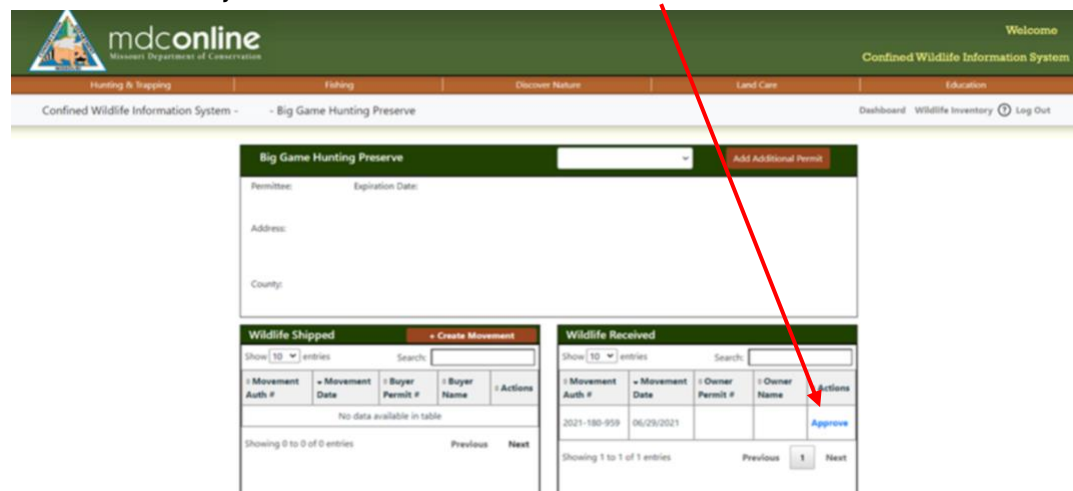 mdconline
Missouri Department of Conservation
Welcome
Confined Wildlife Information System
Hunting & Trapping Fishing Discover Nature Land Care Education
Confined Wildlife Information System - - Big Game Hunting Preserve
Dashboard Wildlife Inventory ? Log Out
Big Game Hunting Preserve
Add Additional Permit
Permittee: Expiration Date:
Address:
County:
Wildlife Shipped
+ Create Movement
Show 10 entries Search:
Movement Auth #
Movement Date
Buyer Permit #
Buyer Name
Actions
No data available in table
Showing 0 to 0 of 0 entries
Previous Next
Wildlife Received
Show 10 entries Search:
Movement Auth #
Movement Date
Owner Permit #
Owner Name
Actions
2021-180-959 06/29/2021 Approve
Showing 1 to 1 of 1 entries
Previous 1 Next